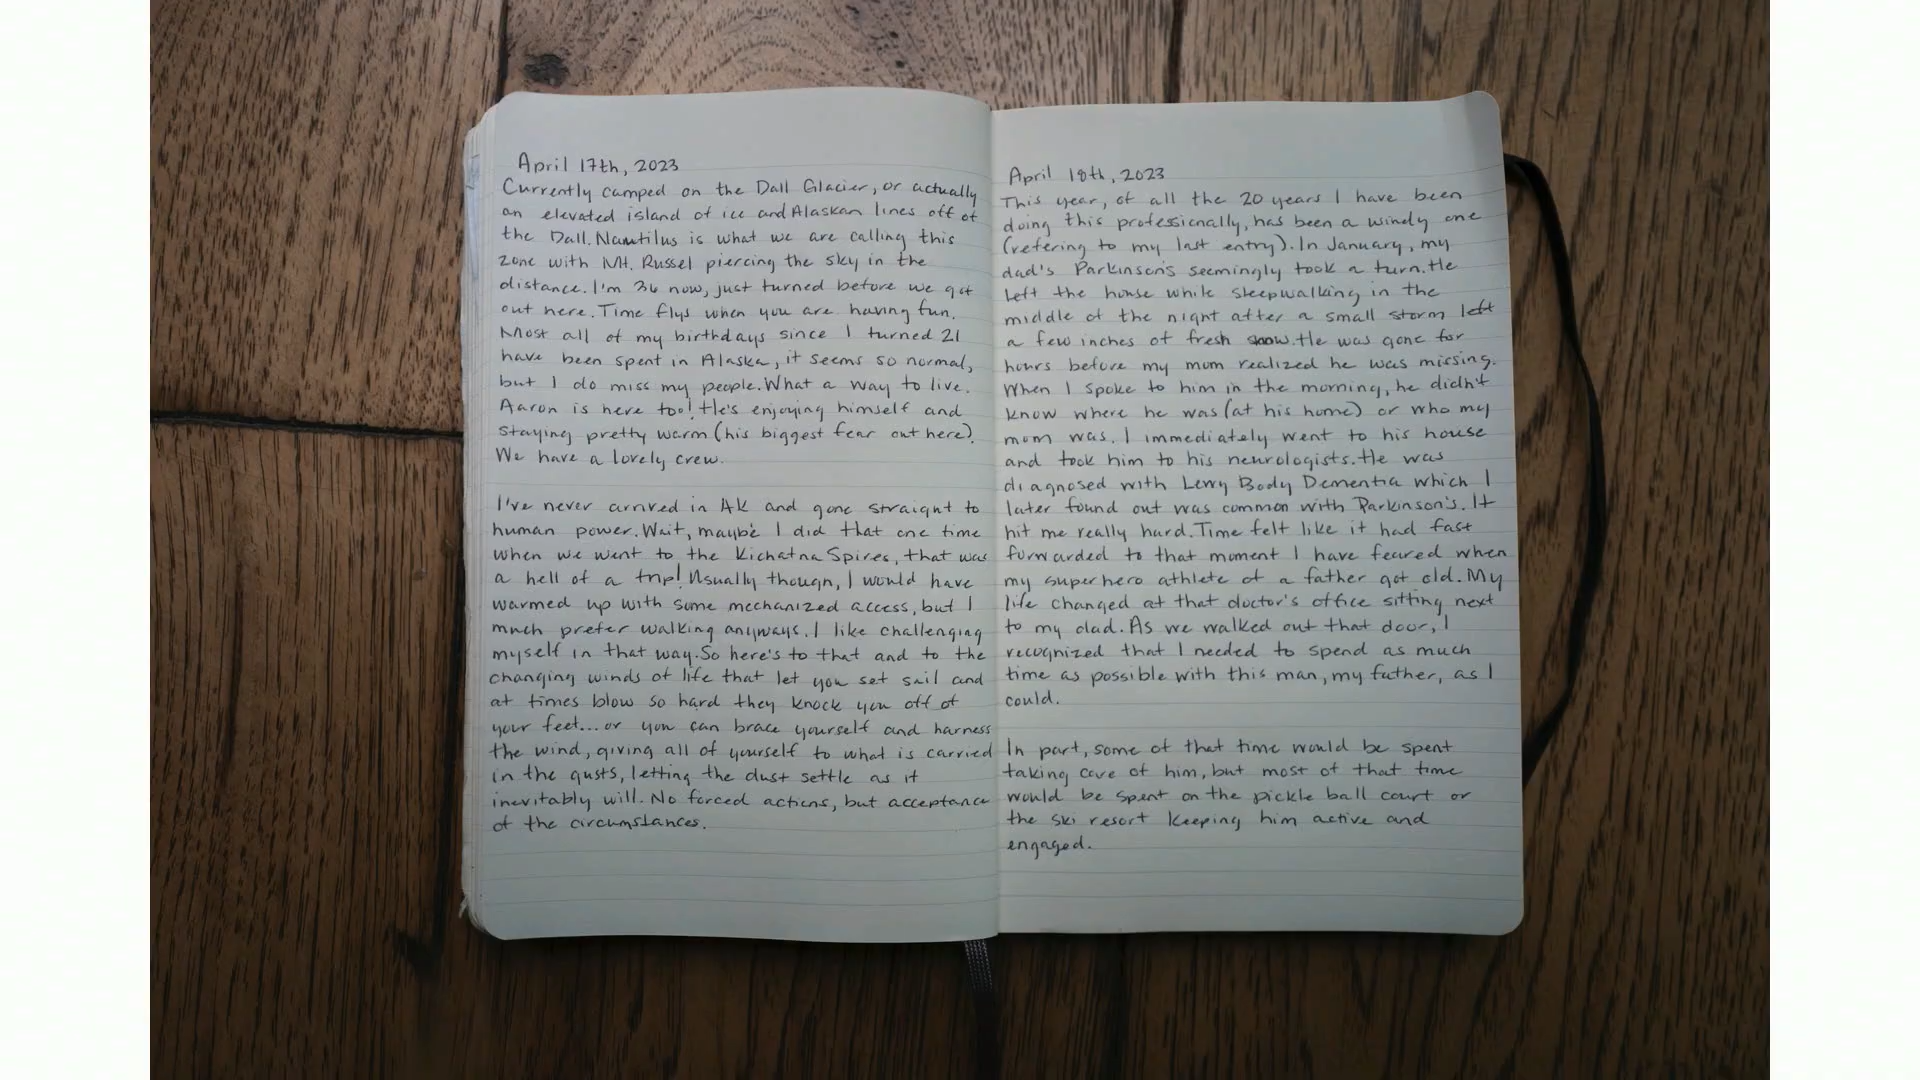 April 17th, 2023
Currently camped on the Dall Glacier, or actually
an elevated island of ice and Alaskan lines off of
the Dall. Nautilus is what we are calling this
zone with Mt. Russel piercing the sky in the
distance. I'm 36 now, just turned before we got
out here. Time flys when you are having fun.
Most all of my birthdays since I turned 21
have been spent in Alaska, it seems so normal,
but I do miss my people. What a way to live.
Aaron is here too! He's enjoying himself and
staying pretty warm (his biggest fear out here).
We have a lovely crew.
I've never arrived in AK and gone straight to
human power. Wait, maybe I did that one time
when we went to the Kichatna Spires, that was
a hell of a trip! Usually though, I would have
warmed up with some mechanized access, but I
much prefer walking anyways. I like challenging
myself in that way. So here's to that and to the
changing winds of life that let you set sail and
at times blow so hard they knock you off of
your feet... or you can brace yourself and harness
the wind, giving all of yourself to what is carried
in the gusts, letting the dust settle as it
inevitably will. No forced actions, but acceptance
of the circumstances.
April 18th, 2023
This year, of all the 20 years I have been
doing this professionally, has been a windy one
(refering to my last entry). In January, my
dad's Parkinson's seemingly took a turn. He
left the house while sleepwalking in the
middle of the night after a small storm left
a few inches of fresh snow. He was gone for
hours before my mom realized he was missing.
When I spoke to him in the morning, he didn't
know where he was (at his home) or who my
mom was. I immediately went to his house
and took him to his neurologists. He was
diagnosed with Lewy Body Dementia which I
later found out was common with Parkinson's. It
hit me really hard. Time felt like it had fast
forwarded to that moment I have feared when
my superhero athlete of a father got old. My
life changed at that doctor's office sitting next
to my dad. As we walked out that door, I
recognized that I needed to spend as much
time as possible with this man, my father, as I
could.
In part, some of that time would be spent
taking care of him, but most of that time
would be spent on the pickle ball court or
the ski resort keeping him active and
engaged.